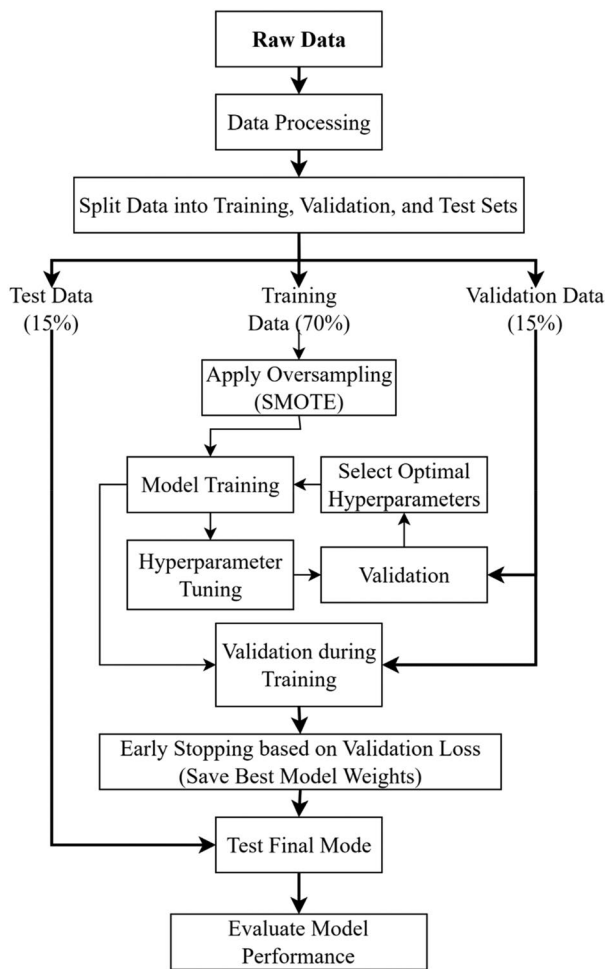 Raw Data
Data Processing
Split Data into Training, Validation, and Test Sets
Test Data
(15%)
Training
Data (70%)
Validation Data
(15%)
Apply Oversampling
(SMOTE)
Model Training
Select Optimal
Hyperparameters
Hyperparameter
Tuning
Validation
Validation during
Training
Early Stopping based on Validation Loss
(Save Best Model Weights)
Test Final Mode
Evaluate Model
Performance